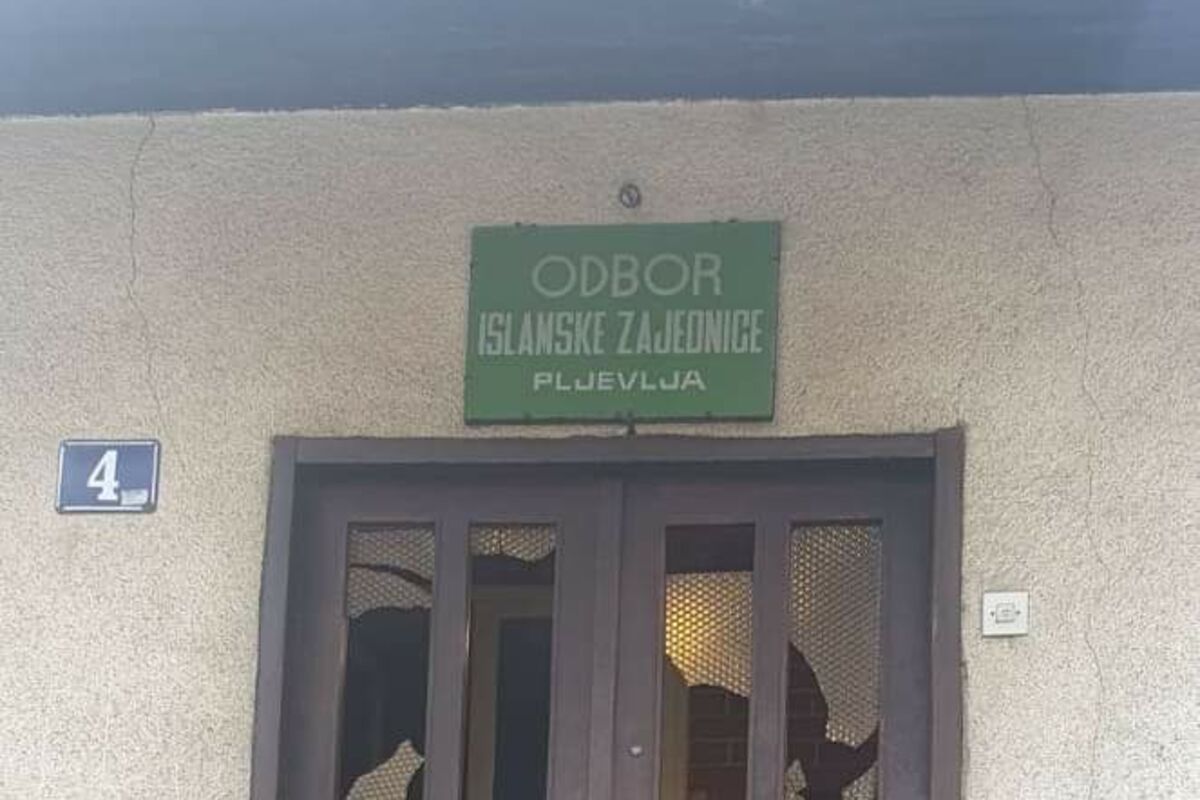 ODBOR
ISLAMSKE ZAJEDNICE
PLJEVLJA
4